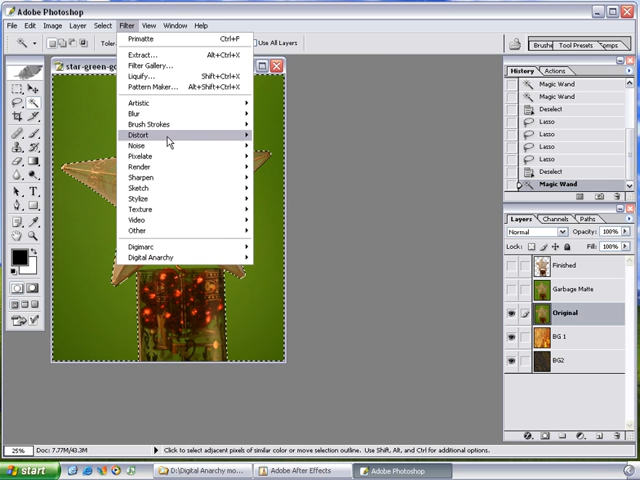 Adobe Photoshop
File Edit Image Layer Select Filter View Window Help
Toler
Use All Layers
Brushe Tool Presets Comps
Primatte Ctrl+F
Extract... Alt+Ctrl+X
Filter Gallery...
Liquify... Shift+Ctrl+X
Pattern Maker... Alt+Shift+Ctrl+X
Artistic
Blur
Brush Strokes
Distort
Noise
Pixelate
Render
Sharpen
Sketch
Stylize
Texture
Video
Other
Digimarc
Digital Anarchy
star-green-go
History Actions
Magic Wand
Magic Wand
Deselect
Lasso
Lasso
Lasso
Lasso
Deselect
Magic Wand
Layers Channels Paths
Normal Opacity: 100%
Lock: Fill: 100%
Finished
Garbage Matte
Original
BG 1
BG2
25% Doc: 7.77M/43.3M Click to select adjacent pixels of similar color or move selection outline. Use Shift, Alt, and Ctrl for additional options.
start D:\Digital Anarchy mo... Adobe After Effects Adobe Photoshop